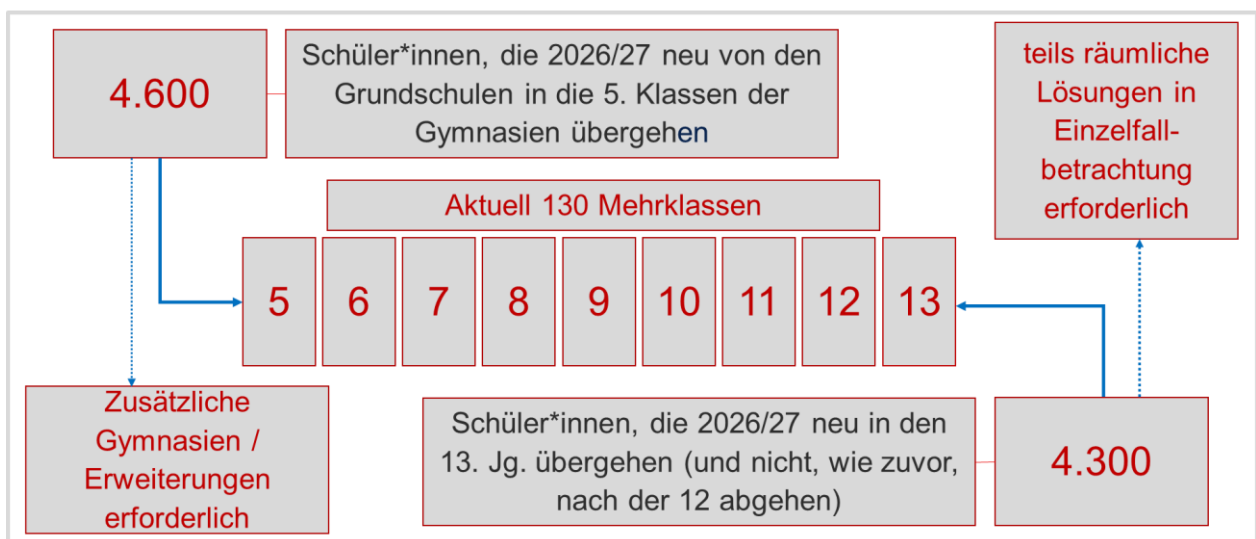 4.600
Schüler*innen, die 2026/27 neu von den
Grundschulen in die 5. Klassen der
Gymnasien übergehen
teils räumliche
Lösungen in
Einzelfall-
betrachtung
erforderlich
Aktuell 130 Mehrklassen
5 6 7 8 9 10 11 12 13
Zusätzliche
Gymnasien /
Erweiterungen
erforderlich
Schüler*innen, die 2026/27 neu in den
13. Jg. übergehen (und nicht, wie zuvor,
nach der 12 abgehen)
4.300